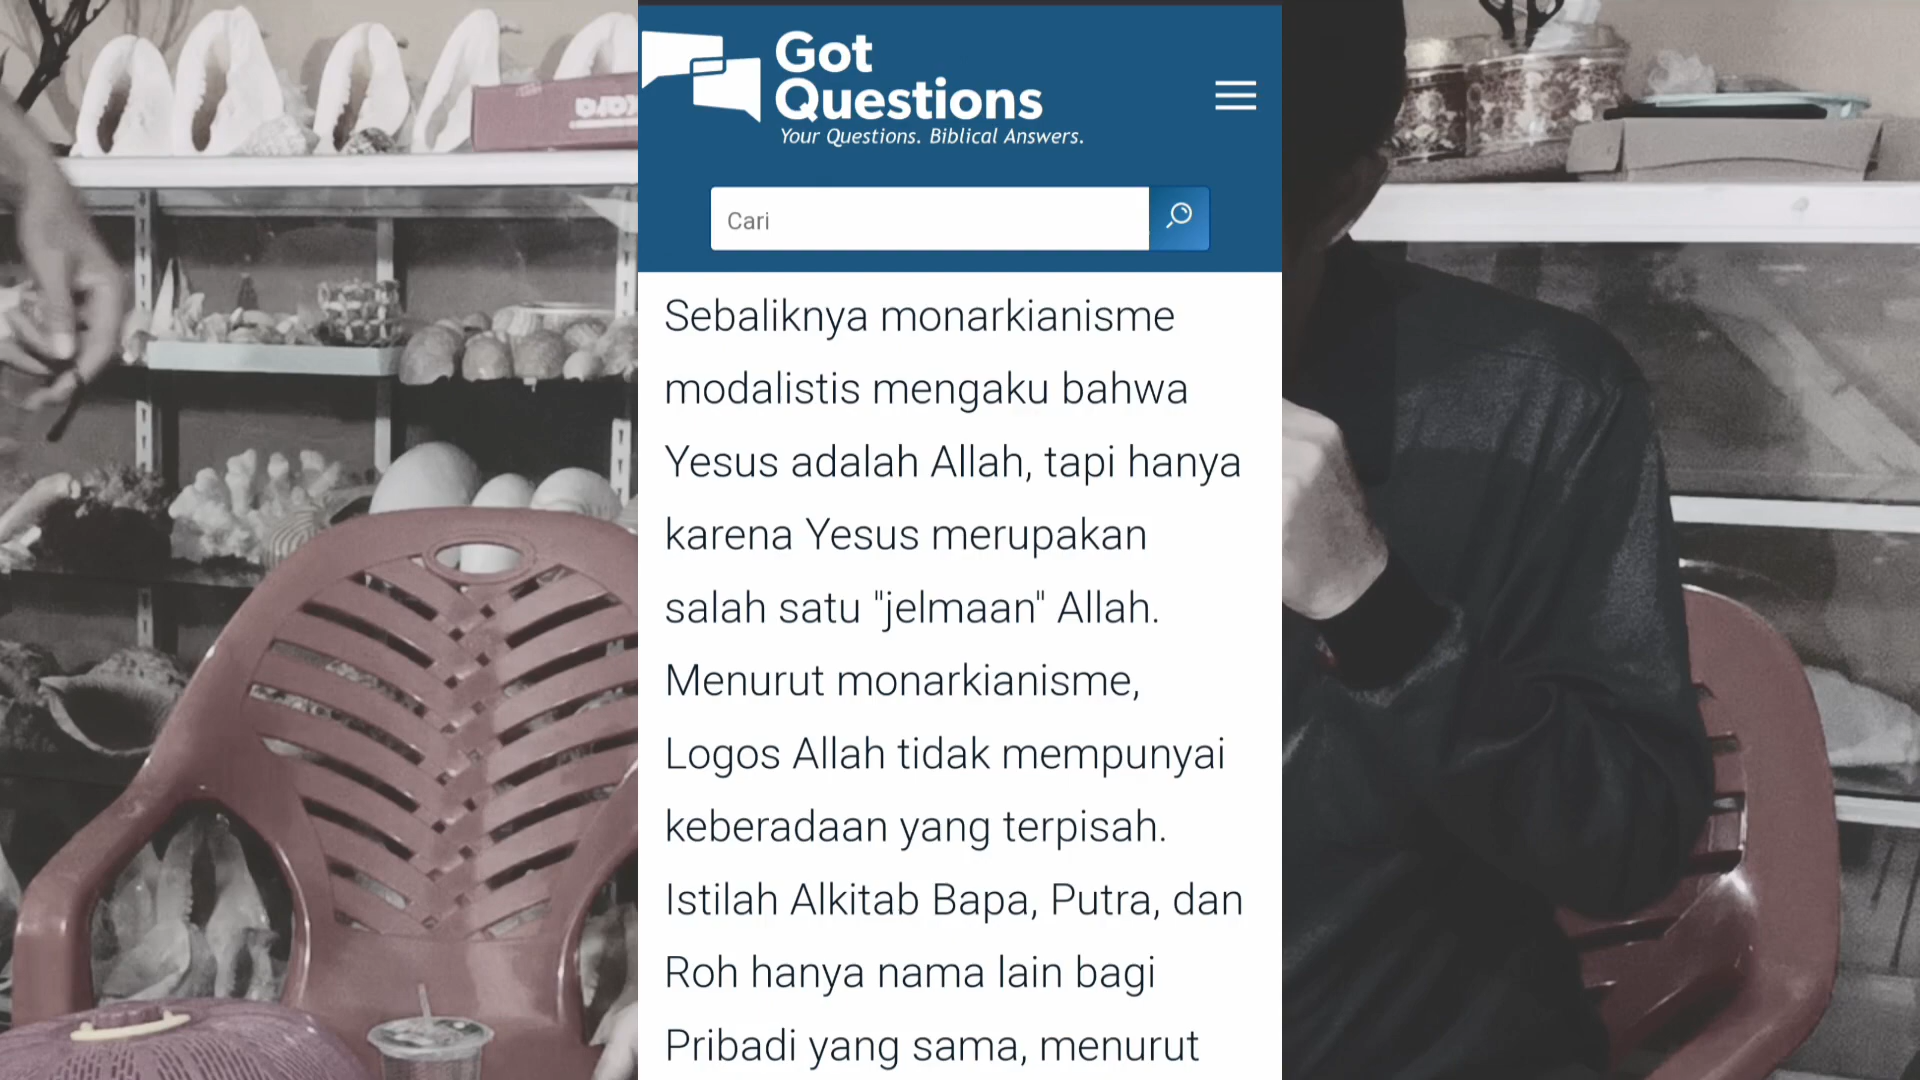 Got
Questions
Your Questions. Biblical Answers.
Cari
Sebaliknya monarkianisme
modalistis mengaku bahwa
Yesus adalah Allah, tapi hanya
karena Yesus merupakan
salah satu "jelmaan" Allah.
Menurut monarkianisme,
Logos Allah tidak mempunyai
keberadaan yang terpisah.
Istilah Alkitab Bapa, Putra, dan
Roh hanya nama lain bagi
Pribadi yang sama, menurut